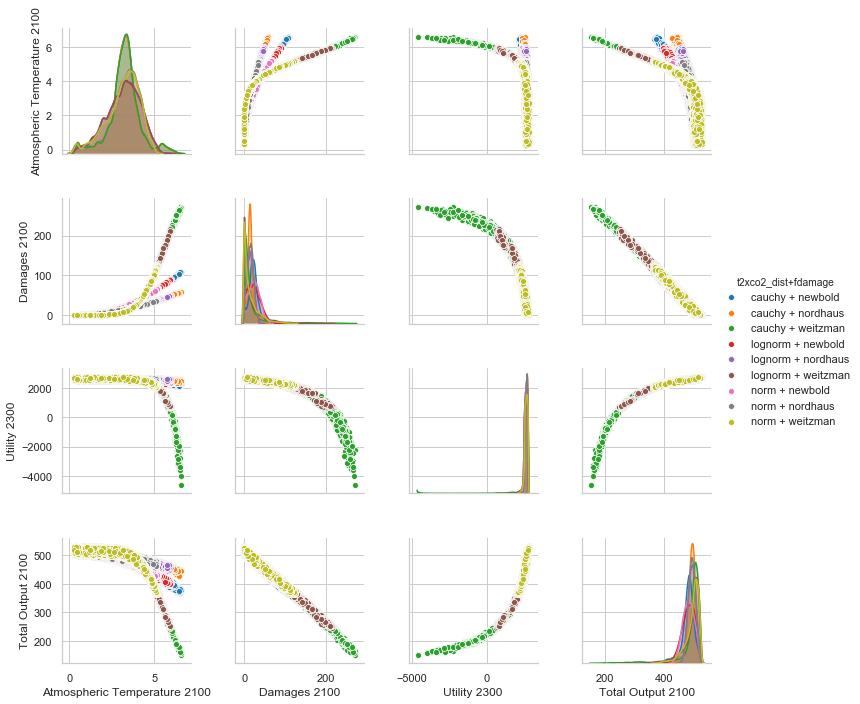 Atmospheric Temperature 2100
6
4
2
0
Damages 2100
200
100
0
Utility 2300
2000
0
−2000
−4000
Total Output 2100
500
400
300
200
0
5
Atmospheric Temperature 2100
0
200
Damages 2100
−5000
0
Utility 2300
200
400
Total Output 2100
t2xco2_dist+fdamage
cauchy + newbold
cauchy + nordhaus
cauchy + weitzman
lognorm + newbold
lognorm + nordhaus
lognorm + weitzman
norm + newbold
norm + nordhaus
norm + weitzman